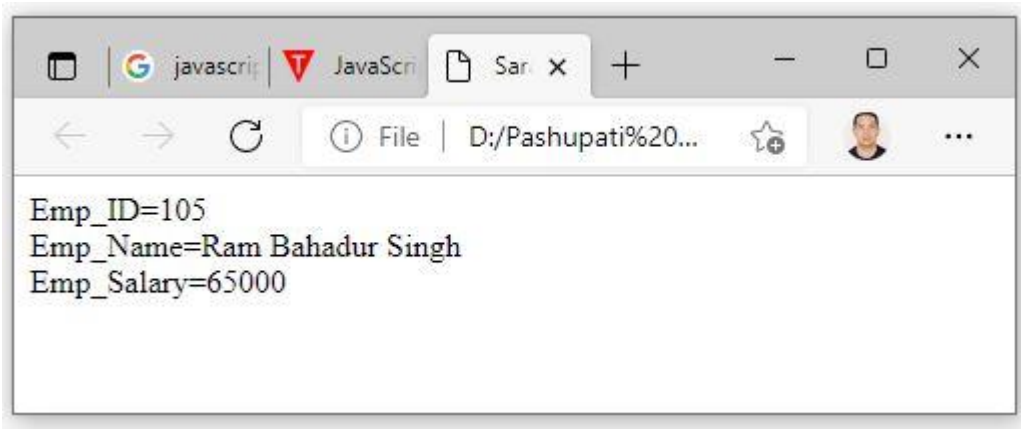 javascrip
JavaScri
Sar
File | D:/Pashupati%20...
Emp_ID=105
Emp_Name=Ram Bahadur Singh
Emp_Salary=65000